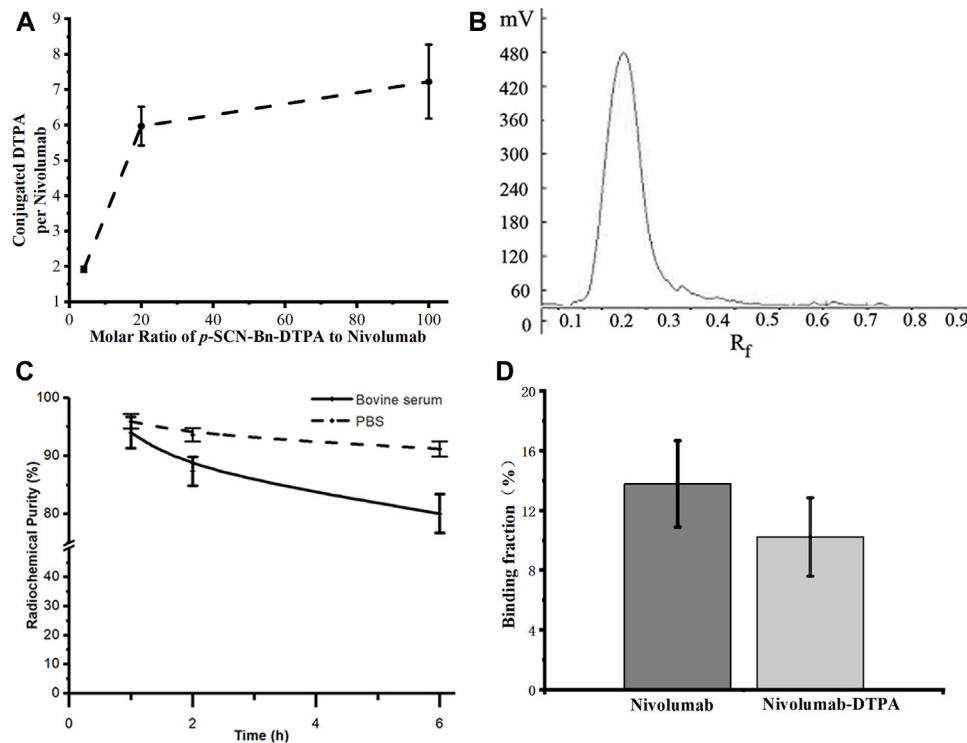 A
Conjugated DTPA
per Nivolumab
9
8
7
6
5
4
3
2
1
0 20 40 60 80 100
Molar Ratio of p-SCN-Bn-DTPA to Nivolumab
B
mV
480
420
360
300
240
180
120
60
0
0.1 0.2 0.3 0.4 0.5 0.6 0.7 0.8 0.9
Rf
C
Radiochemical Purity (%)
100
90
80
40
30
20
10
0
0 2 4 6
Time (h)
Bovine serum
PBS
D
Binding fraction (%)
20
16
12
8
4
0
Nivolumab Nivolumab-DTPA